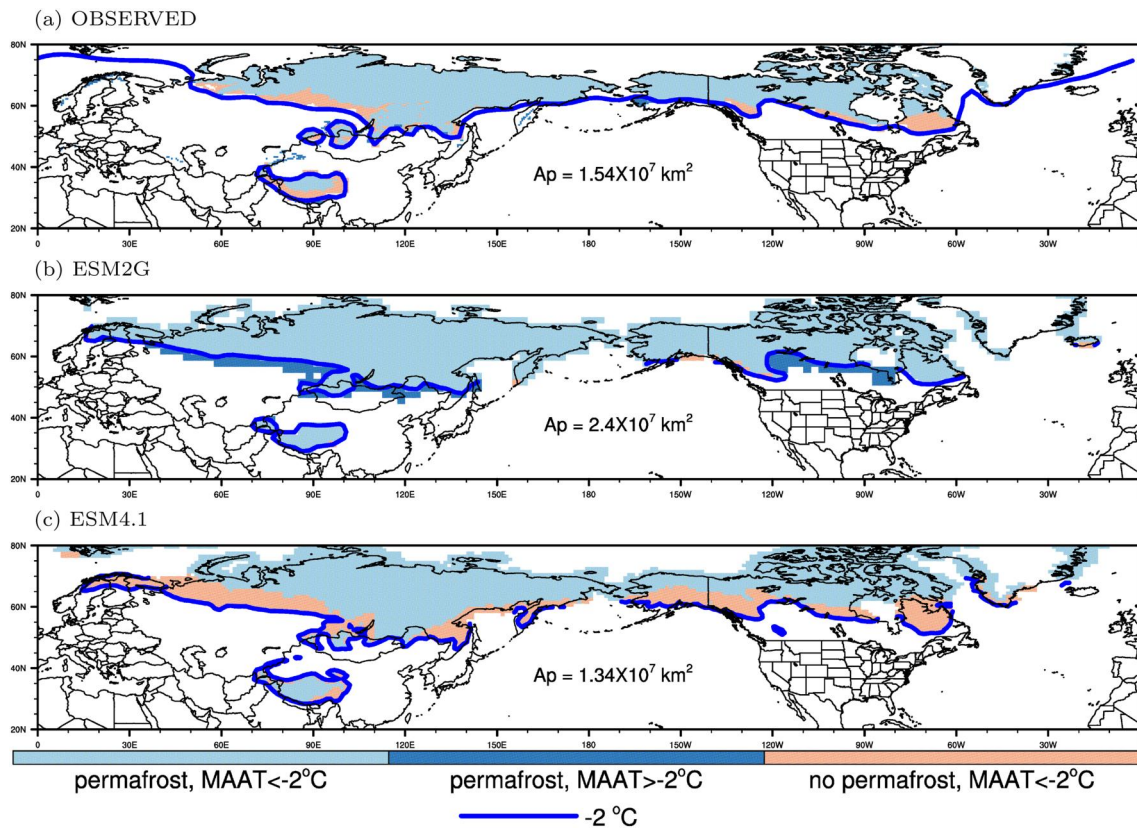 (a) OBSERVED
80N
60N
40N
20N
Ap = 1.54X10⁷ km²
0 30E 60E 90E 120E 150E 180 150W 120W 90W 60W 30W
(b) ESM2G
80N
60N
40N
20N
Ap = 2.4X10⁷ km²
0 30E 60E 90E 120E 150E 180 150W 120W 90W 60W 30W
(c) ESM4.1
80N
60N
40N
20N
Ap = 1.34X10⁷ km²
0 30E 60E 90E 120E 150E 180 150W 120W 90W 60W 30W
permafrost, MAAT<-2°C permafrost, MAAT>-2°C no permafrost, MAAT<-2°C
-2 °C